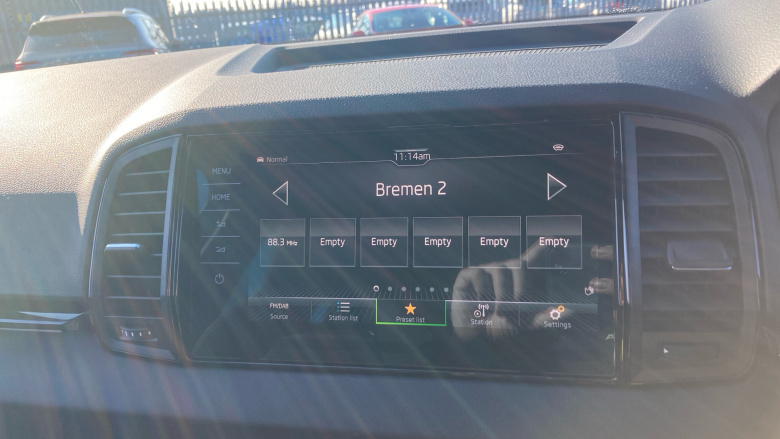 Normal
11:14am
MENU
HOME
Bremen 2
88.3 MHz
Empty
Empty
Empty
Empty
Empty
FM/DAB
Source
Station list
Preset list
Station
Settings